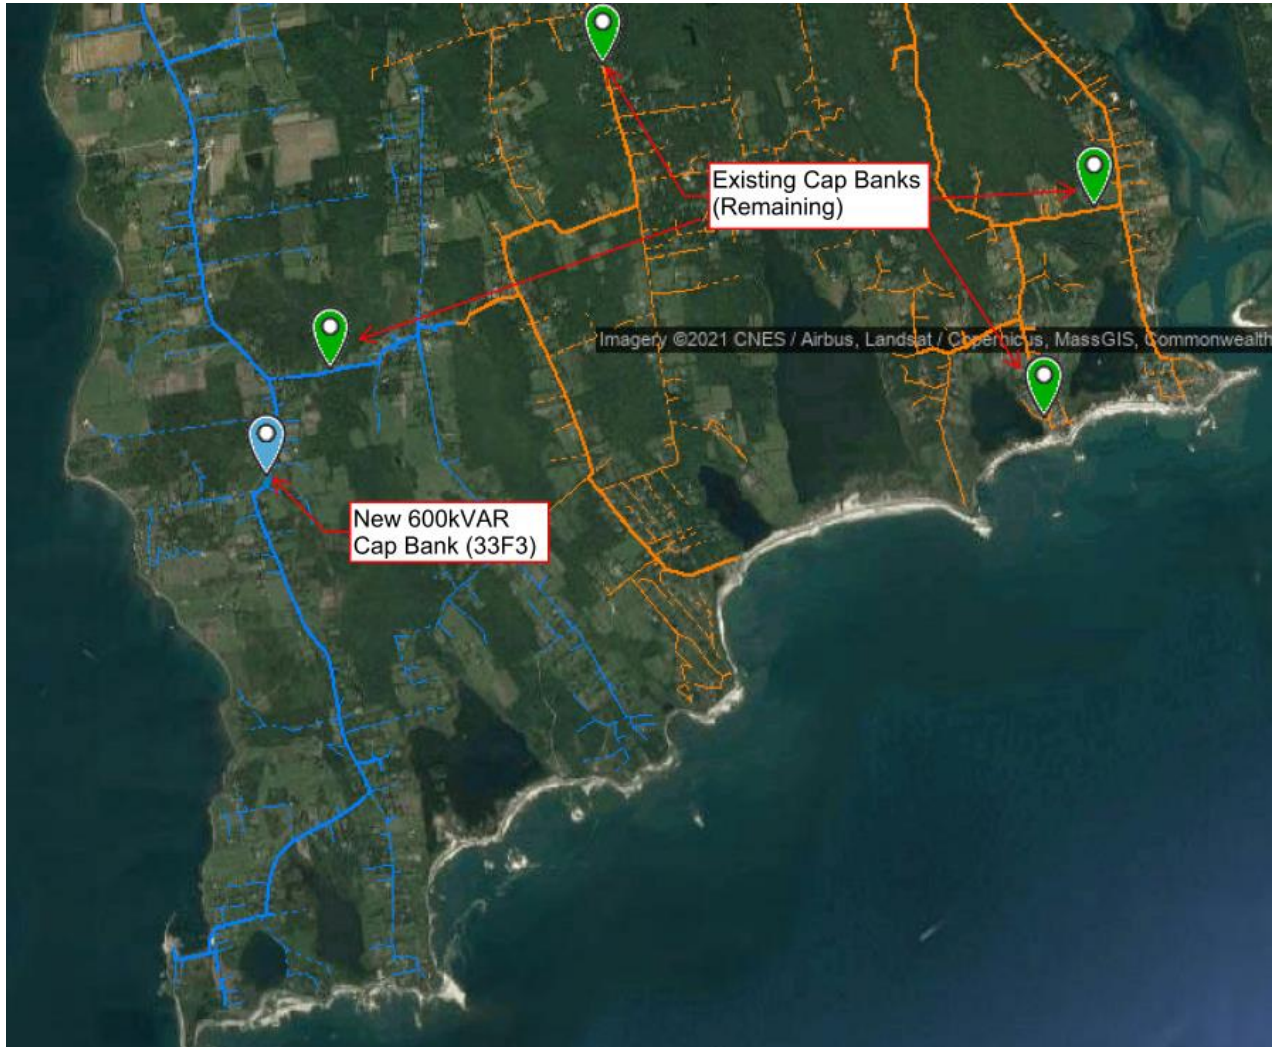 Existing Cap Banks
(Remaining)
Imagery ©2021 CNES / Airbus, Landsat / Copernicus, MassGIS, Commonwealth
New 600kVAR
Cap Bank (33F3)